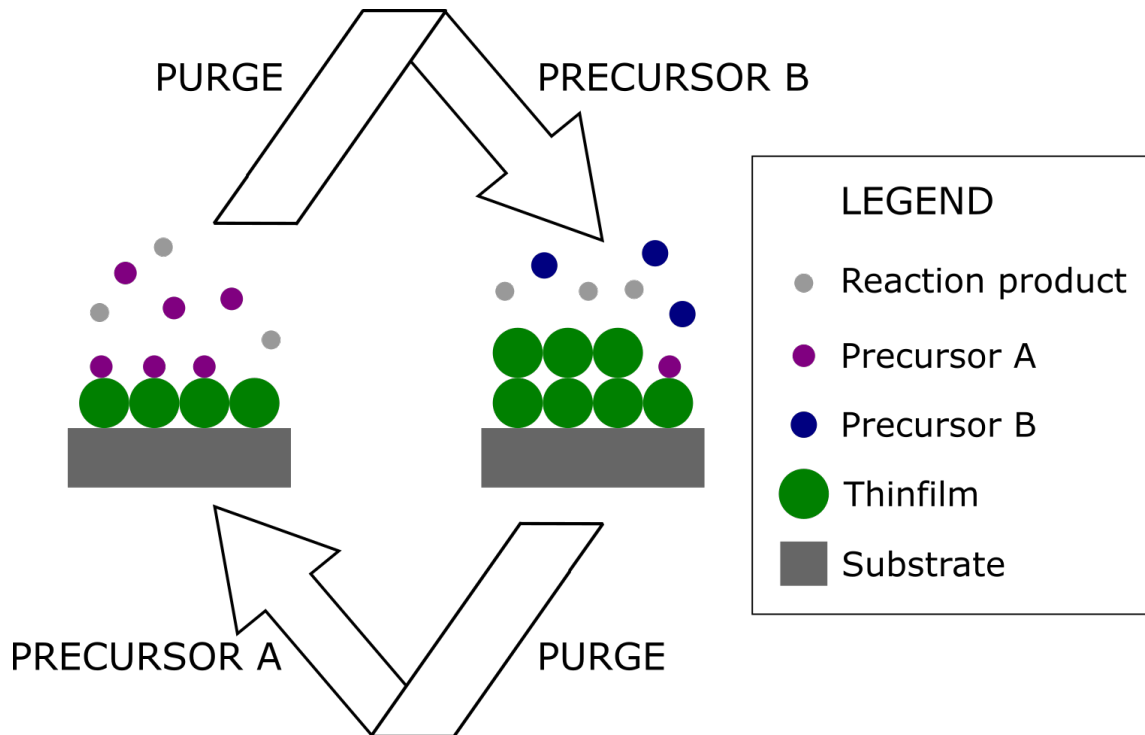 PURGE
PRECURSOR B
LEGEND
Reaction product
Precursor A
Precursor B
Thinfilm
Substrate
PRECURSOR A
PURGE